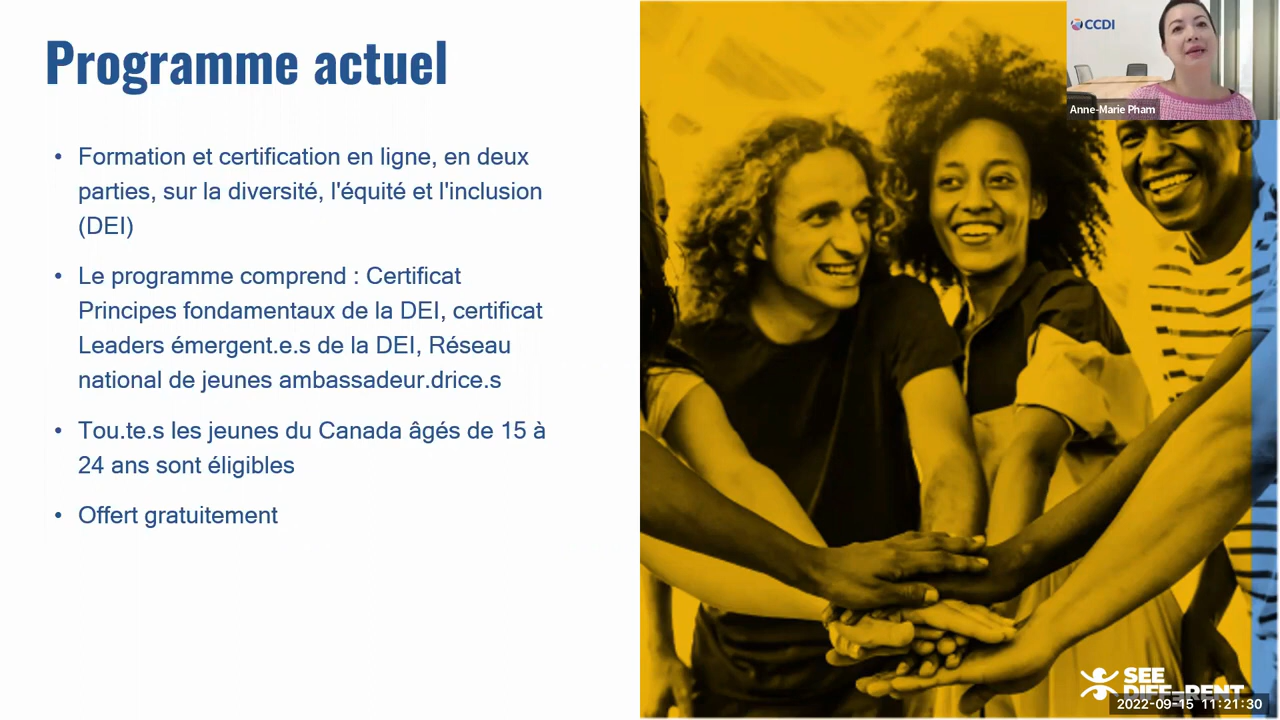 Programme actuel
• Formation et certification en ligne, en deux
parties, sur la diversité, l'équité et l'inclusion
(DEI)
• Le programme comprend : Certificat
Principes fondamentaux de la DEI, certificat
Leaders émergent.e.s de la DEI, Réseau
national de jeunes ambassadeur.drice.s
• Tou.te.s les jeunes du Canada âgés de 15 à
24 ans sont éligibles
• Offert gratuitement
CCDI
Anne-Marie Pham
SEE
DIFFERENT
2022-09-15 11:21:30